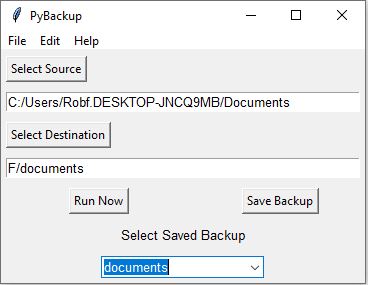 PyBackup
File Edit Help
Select Source
C:/Users/Robf.DESKTOP-JNCQ9MB/Documents
Select Destination
F/documents
Run Now Save Backup
Select Saved Backup
documents